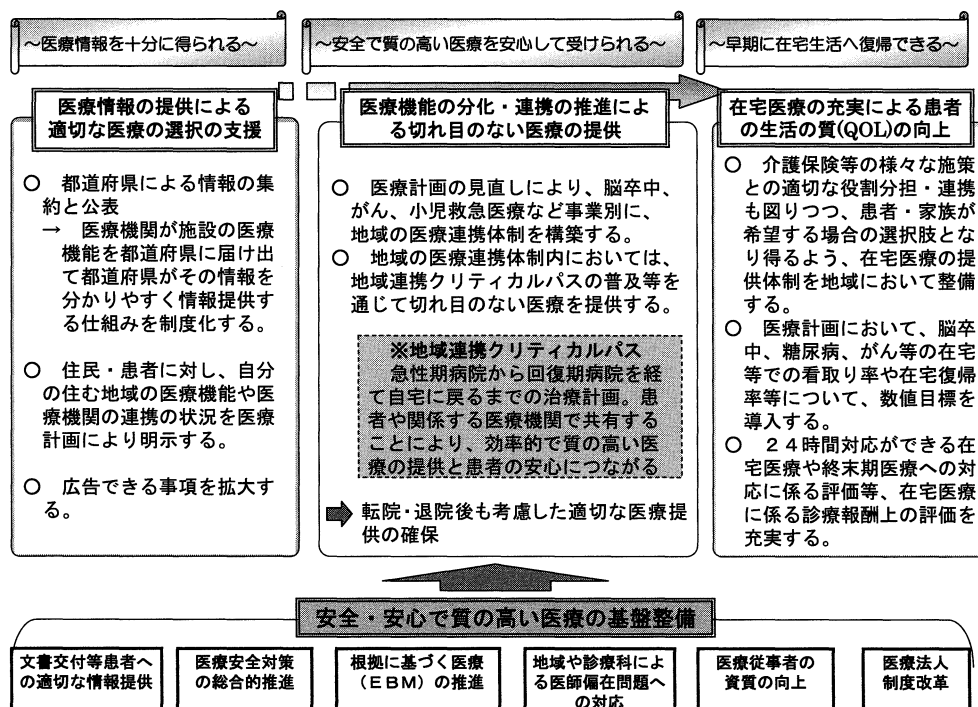 ～医療情報を十分に得られる～
～安全で質の高い医療を安心して受けられる～
～早期に在宅生活へ復帰できる～
医療情報の提供による
適切な医療の選択の支援
○　都道府県による情報の集
約と公表
→　医療機関が施設の医療
機能を都道府県に届け出
て都道府県がその情報を
分かりやすく情報提供す
る仕組みを制度化する。
○　住民・患者に対し、自分
の住む地域の医療機能や医
療機関の連携の状況を医療
計画により明示する。
○　広告できる事項を拡大す
る。
医療機能の分化・連携の推進によ
る切れ目のない医療の提供
○　医療計画の見直しにより、脳卒中、
がん、小児救急医療など事業別に、
地域の医療連携体制を構築する。
○　地域の医療連携体制内においては、
地域連携クリティカルパスの普及等を
通じて切れ目のない医療を提供する。
※地域連携クリティカルパス
急性期病院から回復期病院を経
て自宅に戻るまでの治療計画。患
者や関係する医療機関で共有する
ことにより、効率的で質の高い医
療の提供と患者の安心につながる
転院・退院後も考慮した適切な医療提
供の確保
在宅医療の充実による患者
の生活の質(QOL)の向上
○　介護保険等の様々な施策
との適切な役割分担・連携
も図りつつ、患者・家族が
希望する場合の選択肢とな
り得るよう、在宅医療の提
供体制を地域において整備
する。
○　医療計画において、脳卒
中、糖尿病、がん等の在宅
等での看取り率や在宅復帰
率等について、数値目標を
導入する。
○　２４時間対応ができる在
宅医療や終末期医療への対
応に係る評価等、在宅医療
に係る診療報酬上の評価を
充実する。
安全・安心で質の高い医療の基盤整備
文書交付等患者へ
の適切な情報提供
医療安全対策
の総合的推進
根拠に基づく医療
（ＥＢＭ）の推進
地域や診療科によ
る医師偏在問題へ
の対応
医療従事者の
資質の向上
医療法人
制度改革